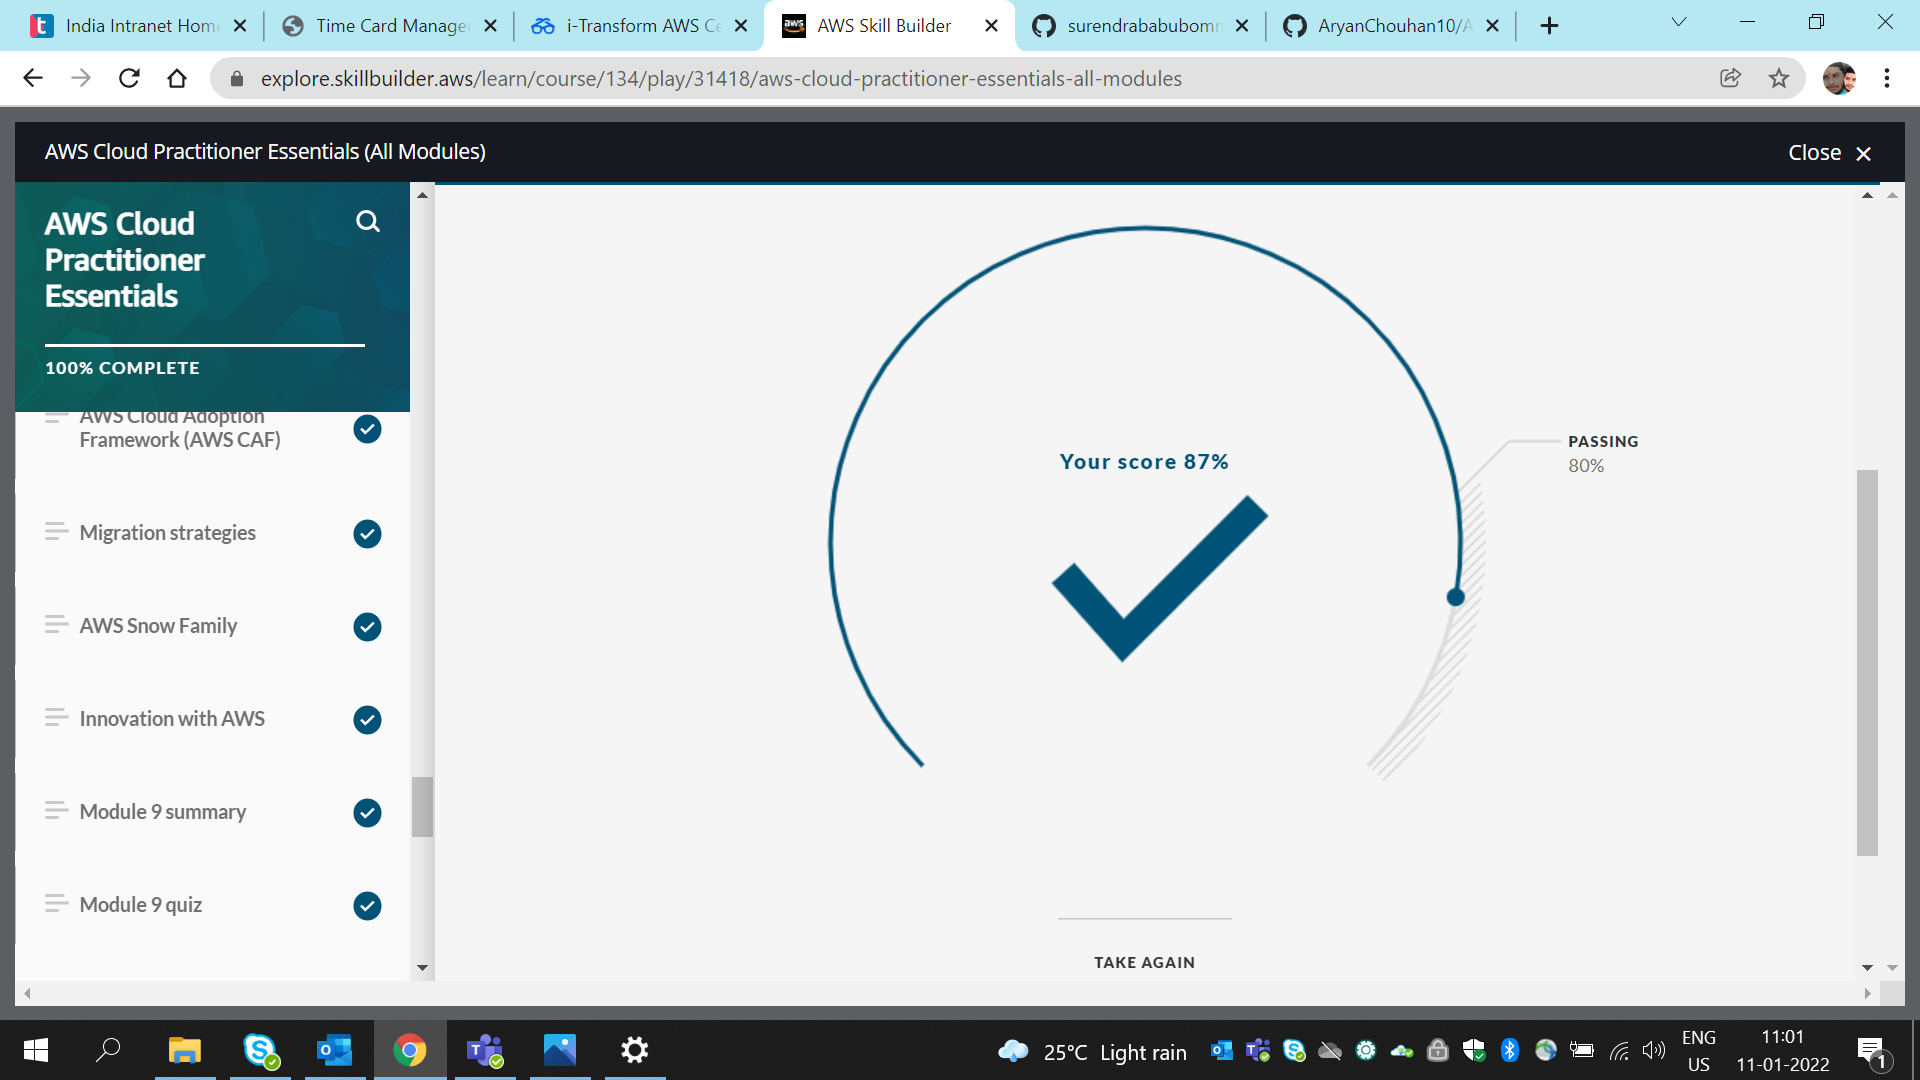 India Intranet Hom
Time Card Manage
i-Transform AWS Ce
AWS Skill Builder
surendrababubomm
AryanChouhan10/A
explore.skillbuilder.aws/learn/course/134/play/31418/aws-cloud-practitioner-essentials-all-modules
AWS Cloud Practitioner Essentials (All Modules)
Close
AWS Cloud
Practitioner
Essentials
100% COMPLETE
AWS Cloud Adoption
Framework (AWS CAF)
Migration strategies
AWS Snow Family
Innovation with AWS
Module 9 summary
Module 9 quiz
Your score 87%
PASSING
80%
TAKE AGAIN
25°C Light rain
ENG
US
11:01
11-01-2022
1